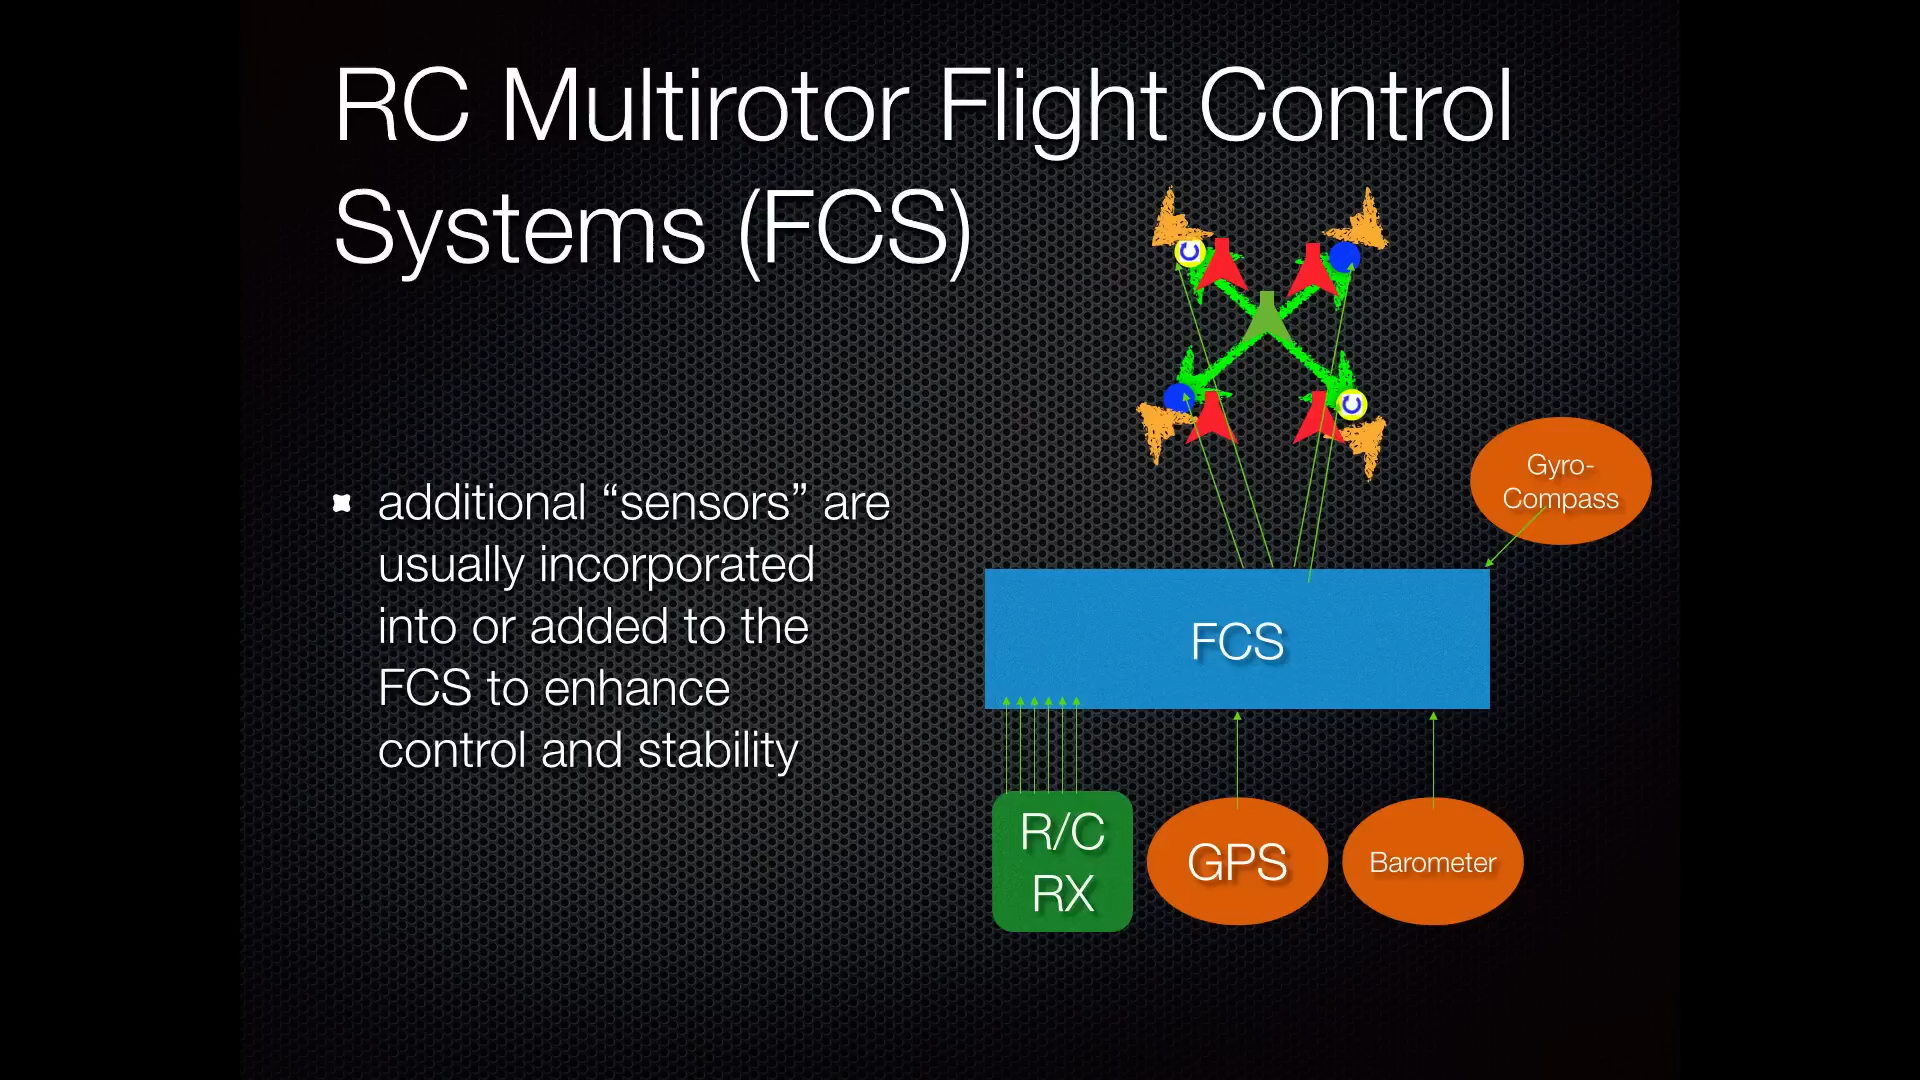 RC Multirotor Flight Control
Systems (FCS)
additional “sensors” are
usually incorporated
into or added to the
FCS to enhance
control and stability
Gyro-
Compass
FCS
R/C
RX
GPS
Barometer